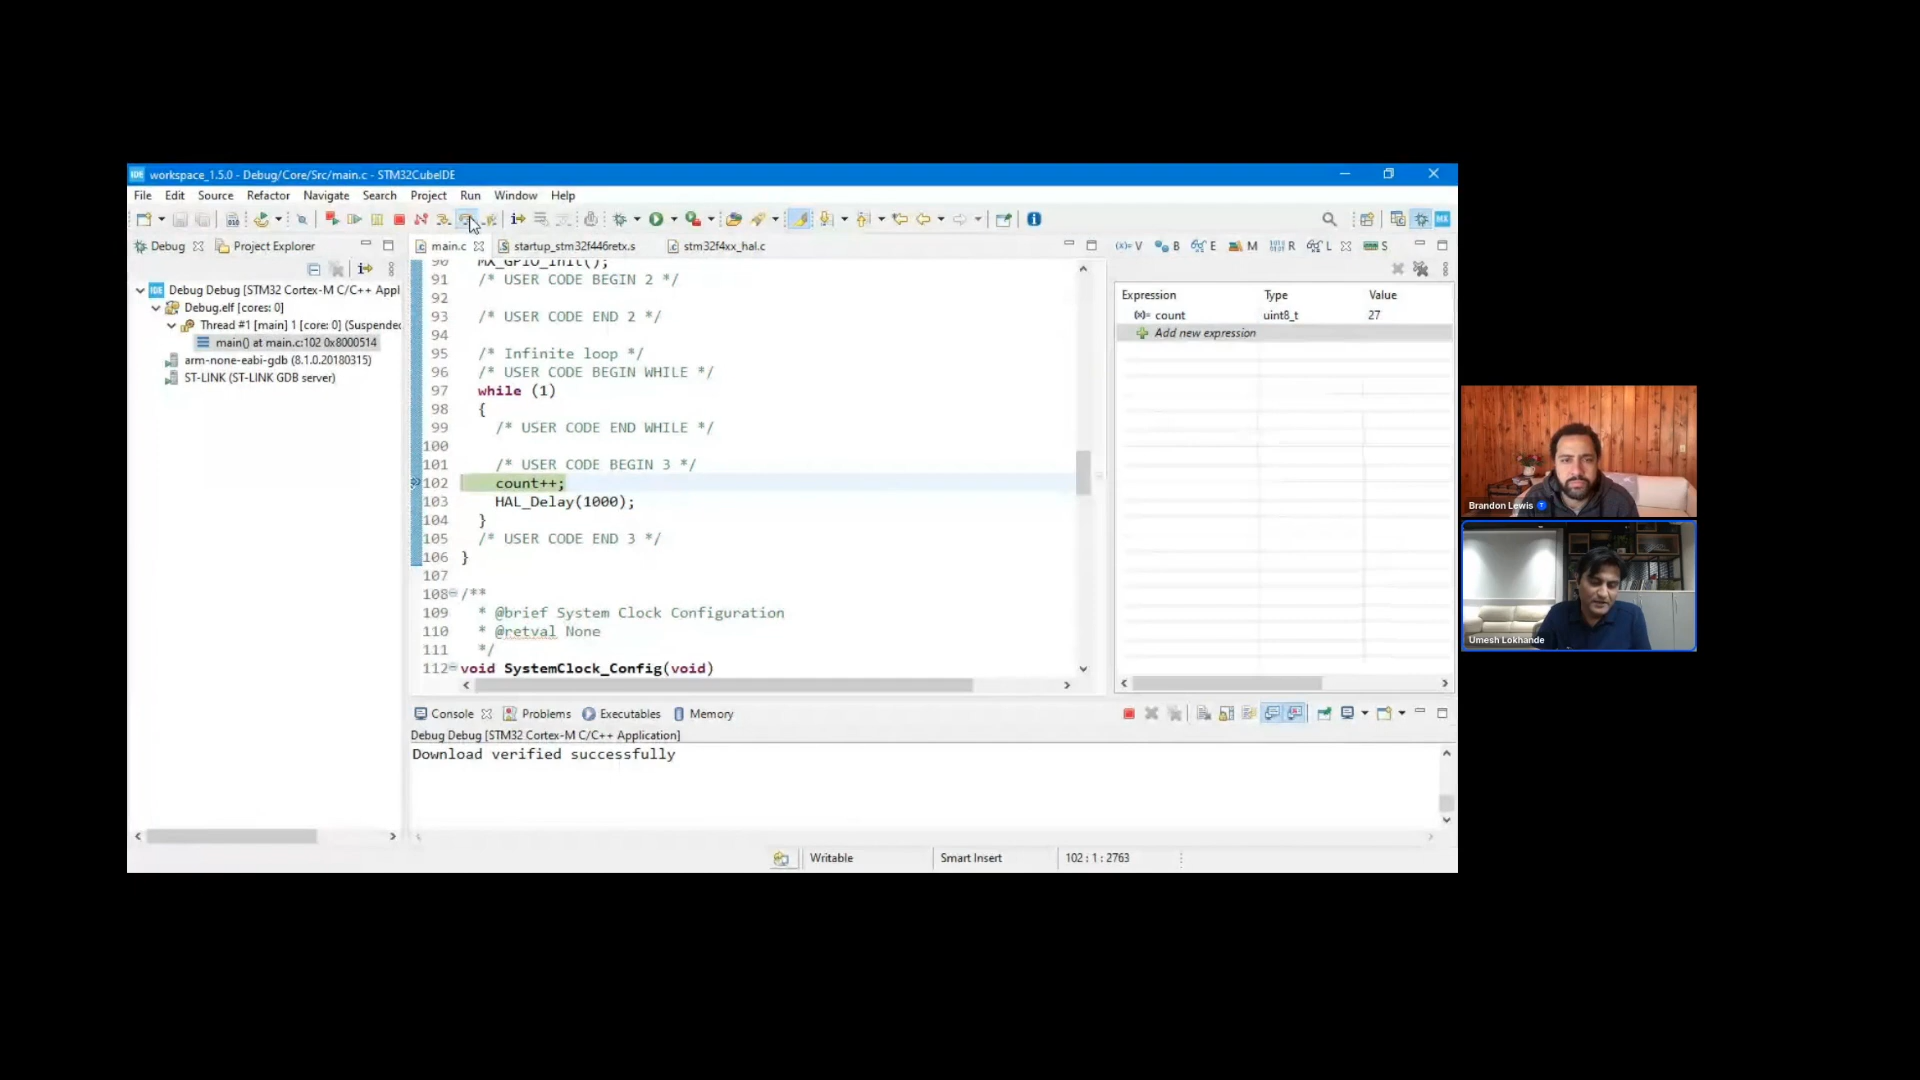 workspace_1.5.0 - Debug/Core/Src/main.c - STM32CubeIDE
File Edit Source Refactor Navigate Search Project Run Window Help
Debug Project Explorer
Debug Debug [STM32 Cortex-M C/C++ Appl
Debug.elf [cores: 0]
Thread #1 [main] 1 [core: 0] (Suspended
main() at main.c:102 0x8000514
arm-none-eabi-gdb (8.1.0.20180315)
ST-LINK (ST-LINK GDB server)
main.c startup_stm32f446retx.s stm32f4xx_hal.c
90 MX_GPIO_Init();
91 /* USER CODE BEGIN 2 */
92
93 /* USER CODE END 2 */
94
95 /* Infinite loop */
96 /* USER CODE BEGIN WHILE */
97 while (1)
98 {
99 /* USER CODE END WHILE */
100
101 /* USER CODE BEGIN 3 */
102 count++;
103 HAL_Delay(1000);
104 }
105 /* USER CODE END 3 */
106 }
107
108 /**
109 * @brief System Clock Configuration
110 * @retval None
111 */
112 void SystemClock_Config(void)
(x)= V B E M R L S
Expression Type Value
(x)= count uint8_t 27
Add new expression
Console Problems Executables Memory
Debug Debug [STM32 Cortex-M C/C++ Application]
Download verified successfully
Writable Smart Insert 102 : 1 : 2763
Brandon Lewis
Umesh Lokhande